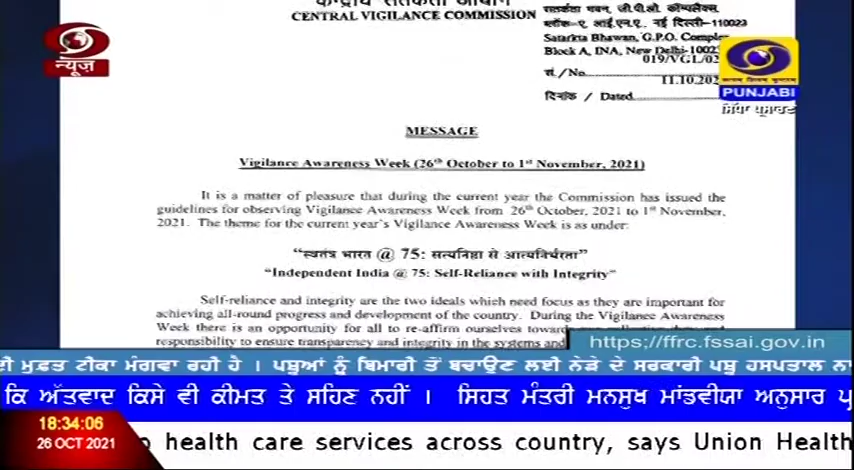 केन्द्रीय सतर्कता आयोग
CENTRAL VIGILANCE COMMISSION
सतर्कता भवन, जी.पी.ओ. कॉम्पलैक्स,
ब्लॉक-ए, आई.एन.ए., नई दिल्ली-110023
Satarkta Bhawan, G.P.O. Complex,
Block A, INA, New Delhi-110023
019/VGL/02
सं./No.
11.10.202
दिनांक / Dated
न्यूज़
PUNJABI
ਸਿੱਧਾ ਪ੍ਰਸਾਰਣ
MESSAGE
Vigilance Awareness Week (26th October to 1st November, 2021)
It is a matter of pleasure that during the current year the Commission has issued the
guidelines for observing Vigilance Awareness Week from 26th October, 2021 to 1st November,
2021. The theme for the current year's Vigilance Awareness Week is as under:
“स्वतंत्र भारत @ 75: सत्यनिष्ठा से आत्मनिर्भरता”
“Independent India @ 75: Self-Reliance with Integrity”
Self-reliance and integrity are the two ideals which need focus as they are important for
achieving all-round progress and development of the country. During the Vigilance Awareness
Week there is an opportunity for all to re-affirm ourselves towards
responsibility to ensure transparency and integrity in the systems and
https://ffrc.fssai.gov.in
ਦੀ ਮੁਫ਼ਤ ਟੀਕਾ ਮੰਗਵਾ ਰਹੀ ਹੈ । ਪਸ਼ੂਆਂ ਨੂੰ ਬਿਮਾਰੀ ਤੋਂ ਬਚਾਉਣ ਲਈ ਨੇੜੇ ਦੇ ਸਰਕਾਰੀ ਪਸ਼ੂ ਹਸਪਤਾਲ ਨਾ
ਕਿ ਅੱਤਵਾਦ ਕਿਸੇ ਵੀ ਕੀਮਤ ਤੇ ਸਹਿਣ ਨਹੀਂ । ਸਿਹਤ ਮੰਤਰੀ ਮਨਸੁਖ ਮਾਂਡਵੀਯਾ ਅਨੁਸਾਰ ਪ੍ਰ
18:34:06
26 OCT 2021
o health care services across country, says Union Health